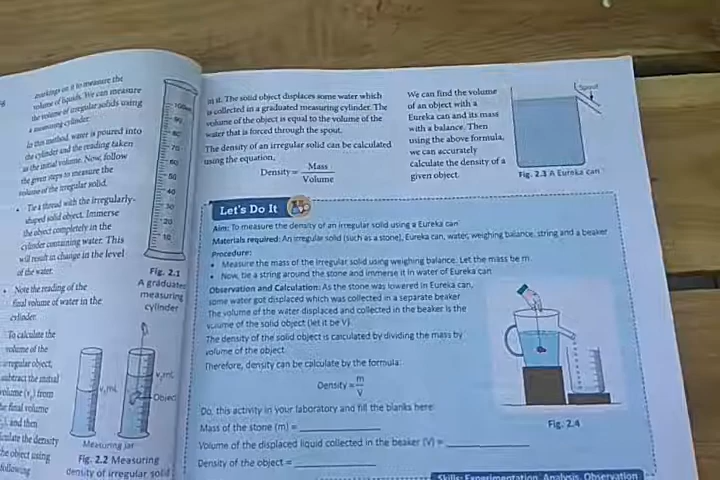 markings on it to measure the
volume of liquids. We can measure
the volume of irregular solids using
a measuring cylinder.
In this method, water is poured into
the cylinder and the reading taken
as the initial volume. Now, follow
the given steps to measure the
volume of the irregular solid.
• Tie a thread with the irregularly-
shaped solid object. Immerse
the object completely in the
cylinder containing water. This
will result in change in the level
of the water.
• Note the reading of the
final volume of water in the
cylinder.
To calculate the
volume of the
irregular object,
subtract the initial
volume (v₁) from
the final volume
and then
calculate the density
the object using
following
100
90
80
70
60
50
40
30
20
10
Fig. 2.1
A graduated
measuring
cylinder
v₁mL
v₂mL
Object
Measuring jar
Fig. 2.2 Measuring
density of irregular solid
in it. The solid object displaces some water which
is collected in a graduated measuring cylinder. The
volume of the object is equal to the volume of the
water that is forced through the spout.
The density of an irregular solid can be calculated
using the equation,
Density = Mass / Volume
We can find the volume
of an object with a
Eureka can and its mass
with a balance. Then
using the above formula,
we can accurately
calculate the density of a
given object.
Spout
Fig. 2.3 A Eureka can
Let's Do It
Aim: To measure the density of an irregular solid using a Eureka can
Materials required: An irregular solid (such as a stone), Eureka can, water, weighing balance, string and a beaker
Procedure:
• Measure the mass of the irregular solid using weighing balance. Let the mass be m.
• Now, tie a string around the stone and immerse it in water of Eureka can
Observation and Calculation: As the stone was lowered in Eureka can,
some water got displaced which was collected in a separate beaker
The volume of the water displaced and collected in the beaker is the
volume of the solid object (let it be V).
The density of the solid object is calculated by dividing the mass by
volume of the object.
Therefore, density can be calculate by the formula:
Density = m / V
Do, this activity in your laboratory and fill the blanks here:
Mass of the stone (m) =
Volume of the displaced liquid collected in the beaker (V) =
Density of the object =
Fig. 2.4
Skills: Experimentation, Analysis, Observation